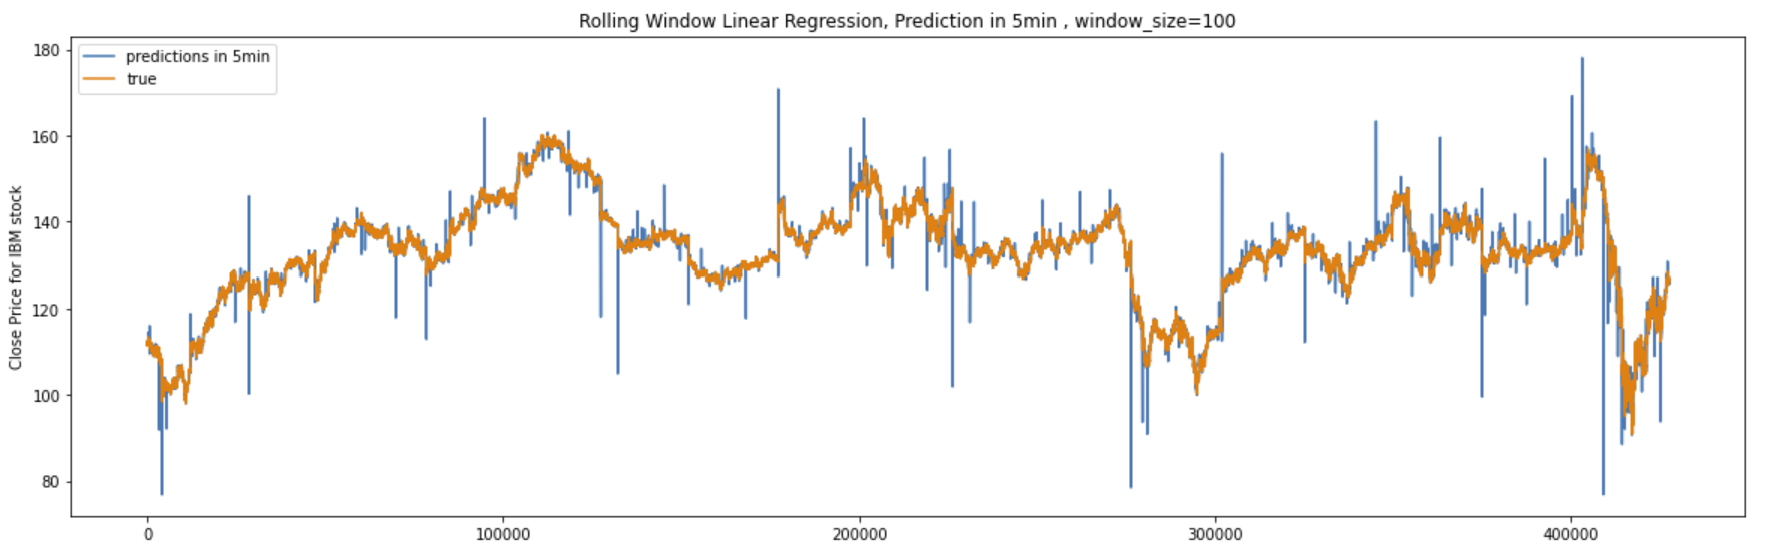 Rolling Window Linear Regression, Prediction in 5min , window_size=100
180
predictions in 5min
true
160
140
120
100
80
Close Price for IBM stock
0
100000
200000
300000
400000